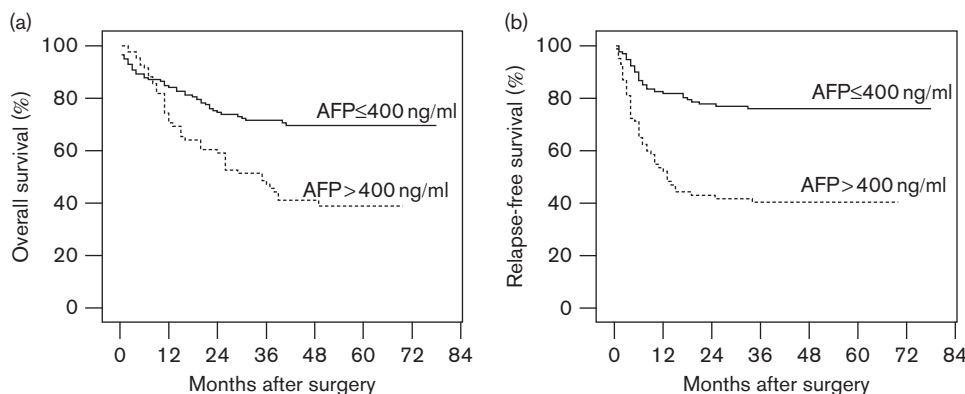 (a)
100
80
60
40
20
0
Overall survival (%)
AFP≤400 ng/ml
AFP>400 ng/ml
0 12 24 36 48 60 72 84
Months after surgery
(b)
100
80
60
40
20
0
Relapse-free survival (%)
AFP≤400 ng/ml
AFP>400 ng/ml
0 12 24 36 48 60 72 84
Months after surgery